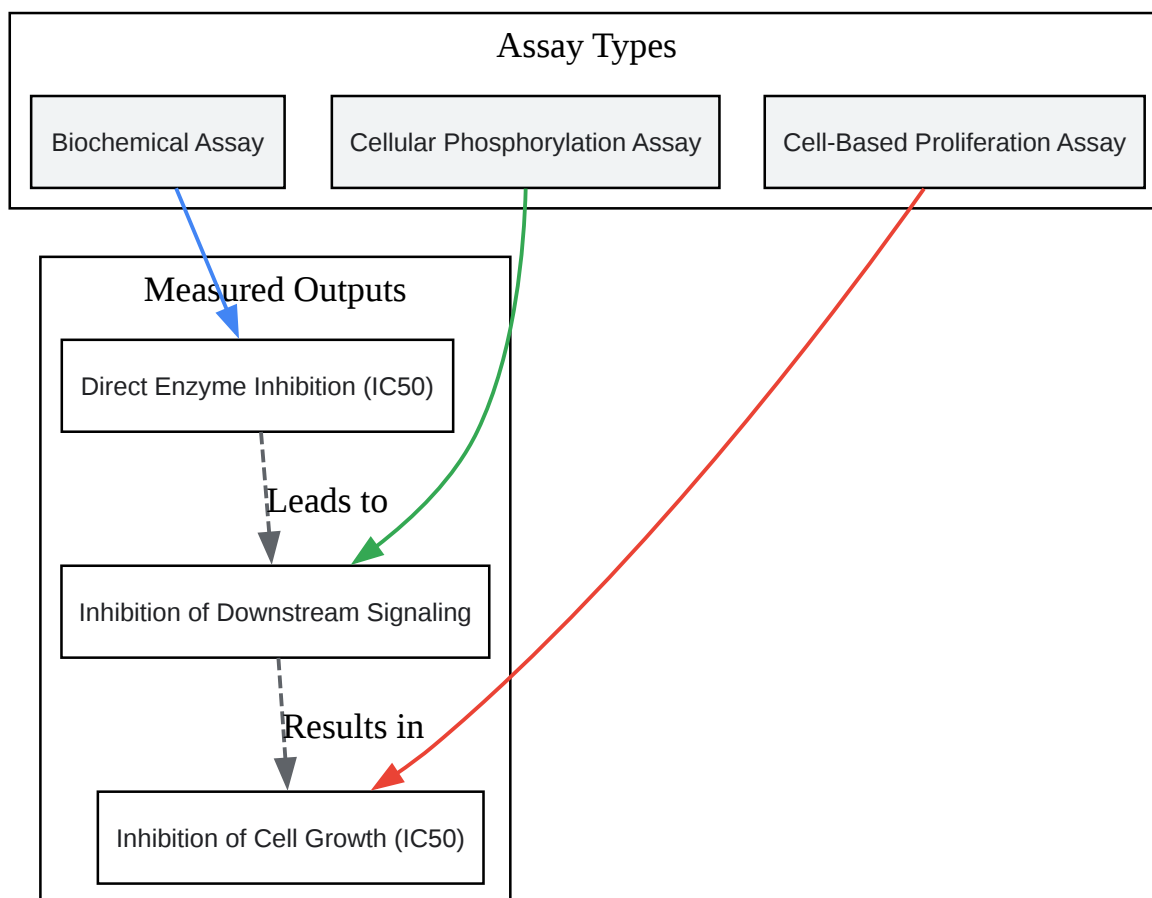 Assay Types
Biochemical Assay
Cellular Phosphorylation Assay
Cell-Based Proliferation Assay
Measured Outputs
Direct Enzyme Inhibition (IC50)
Leads to
Inhibition of Downstream Signaling
Results in
Inhibition of Cell Growth (IC50)